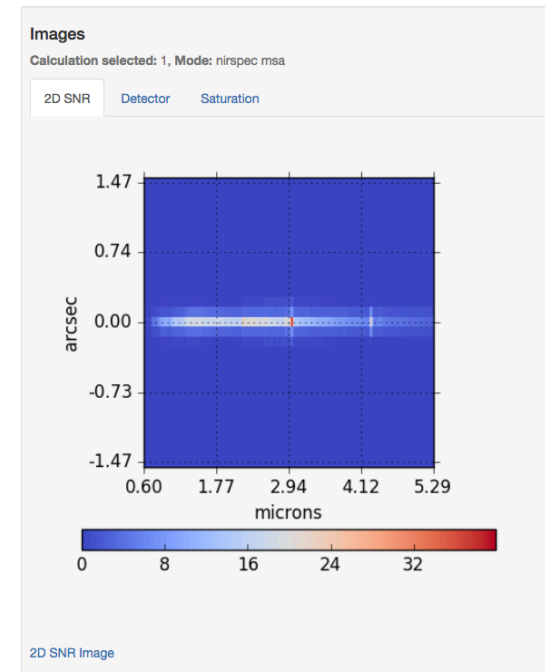 Images
Calculation selected: 1, Mode: nirspec msa
2D SNR Detector Saturation
1.47
0.74
0.00
-0.73
-1.47
arcsec
0.60 1.77 2.94 4.12 5.29
microns
0 8 16 24 32
2D SNR Image